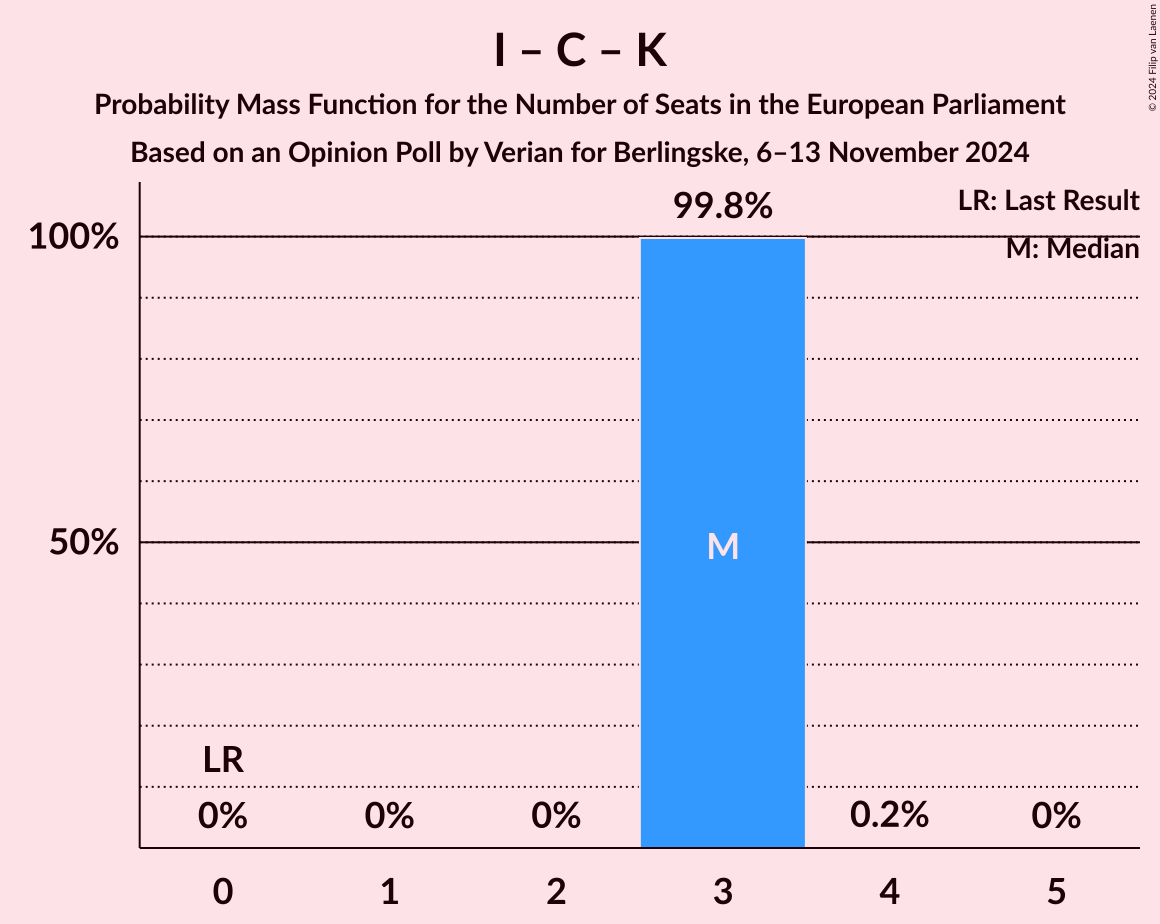 I – C – K
Probability Mass Function for the Number of Seats in the European Parliament
Based on an Opinion Poll by Verian for Berlingske, 6–13 November 2024
© 2024 Filip van Laenen
LR: Last Result
M: Median
99.8%
100%
50%
M
LR
0%
0%
0%
0.2%
0%
0
1
2
3
4
5